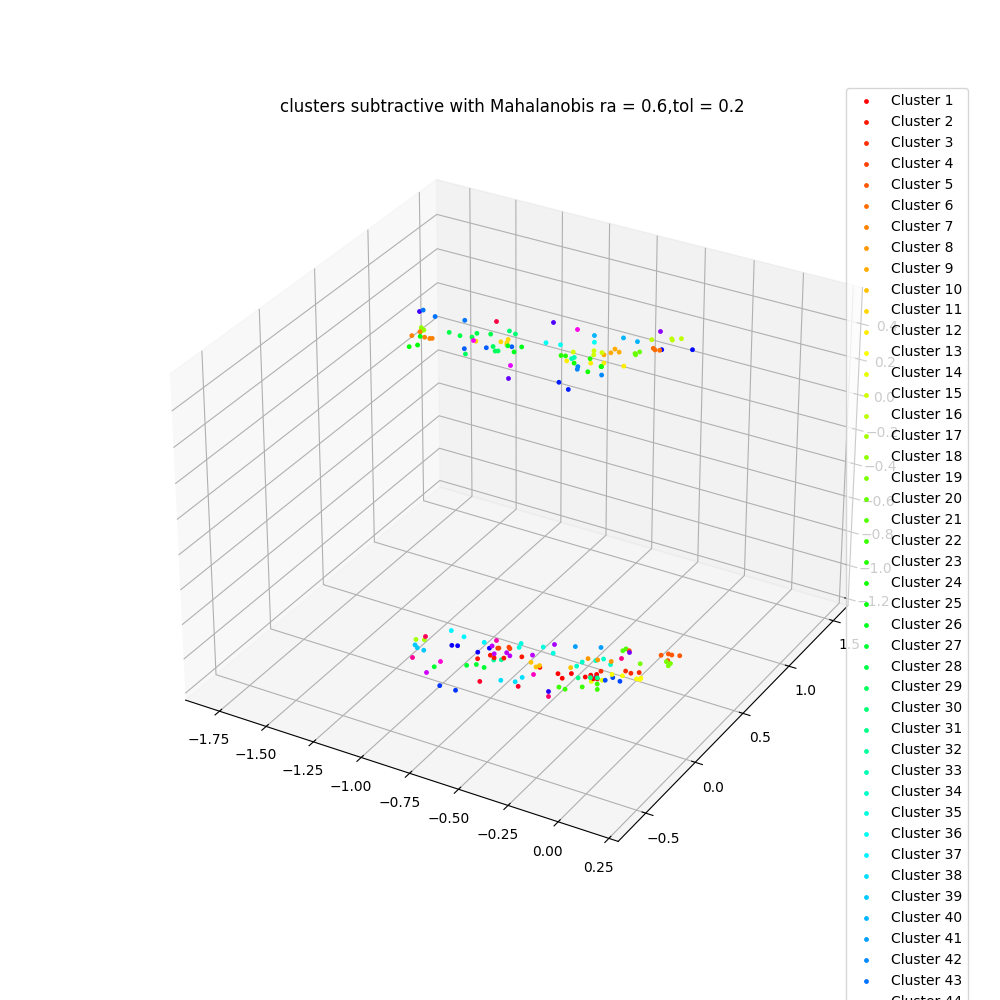 clusters subtractive with Mahalanobis ra = 0.6,tol = 0.2
Cluster 1
Cluster 2
Cluster 3
Cluster 4
Cluster 5
Cluster 6
Cluster 7
Cluster 8
Cluster 9
Cluster 10
Cluster 11
Cluster 12
Cluster 13
Cluster 14
Cluster 15
Cluster 16
Cluster 17
Cluster 18
Cluster 19
Cluster 20
Cluster 21
Cluster 22
Cluster 23
Cluster 24
Cluster 25
Cluster 26
Cluster 27
Cluster 28
Cluster 29
Cluster 30
Cluster 31
Cluster 32
Cluster 33
Cluster 34
Cluster 35
Cluster 36
Cluster 37
Cluster 38
Cluster 39
Cluster 40
Cluster 41
Cluster 42
Cluster 43
Cluster 44
0.2
0.0
−0.4
−0.6
−0.8
−1.0
−1.2
1.5
1.0
0.5
0.0
−0.5
−1.75
−1.50
−1.25
−1.00
−0.75
−0.50
−0.25
0.00
0.25